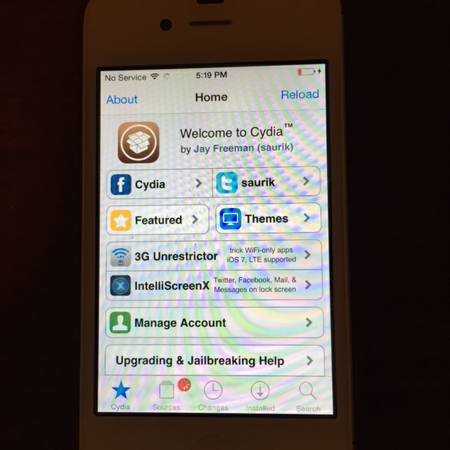 No Service 5:19 PM
About Home Reload
Welcome to Cydia™
by Jay Freeman (saurik)
Cydia saurik
Featured Themes
3G Unrestrictor trick WiFi-only apps
iOS 7, LTE supported
IntelliScreenX Twitter, Facebook, Mail, &
Messages on lock screen
Manage Account
Upgrading & Jailbreaking Help
Cydia Sources Changes Installed Search